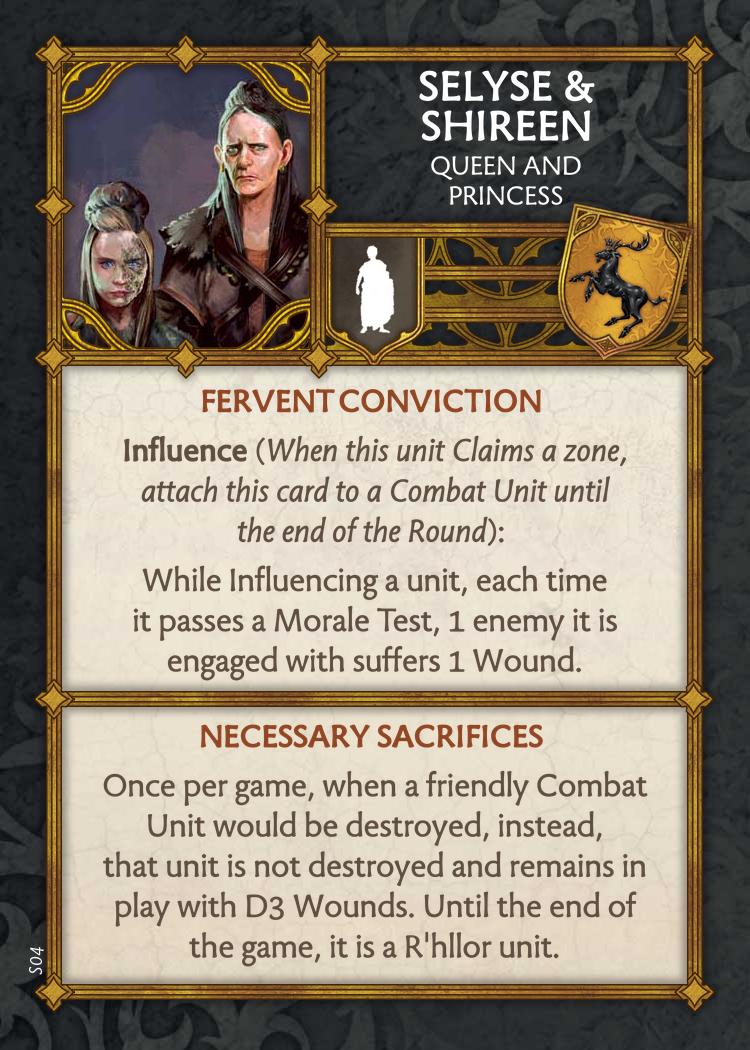 SELYSE &
SHIREEN
QUEEN AND
PRINCESS
FERVENT CONVICTION
Influence (When this unit Claims a zone,
attach this card to a Combat Unit until
the end of the Round):
While Influencing a unit, each time
it passes a Morale Test, 1 enemy it is
engaged with suffers 1 Wound.
NECESSARY SACRIFICES
Once per game, when a friendly Combat
Unit would be destroyed, instead,
that unit is not destroyed and remains in
play with D3 Wounds. Until the end of
the game, it is a R'hllor unit.
S04